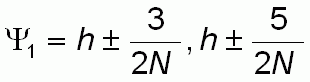 Ψ₁ = h ± 3/2N , h ± 5/2N